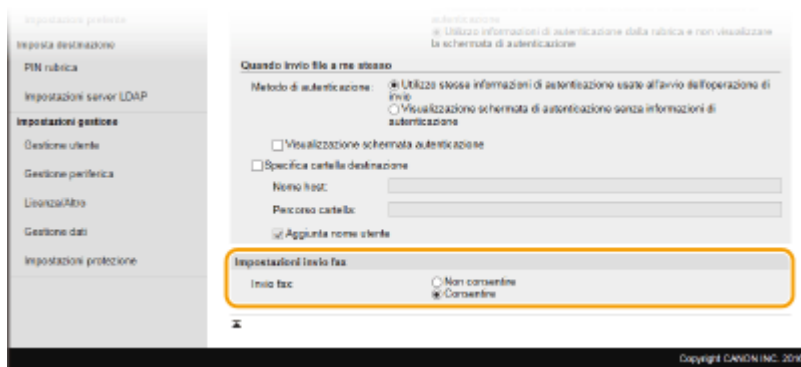 Impostazioni preferite
Imposta destinazione
PIN rubrica
Impostazioni server LDAP
Impostazioni gestione
Gestione utente
Gestione periferica
Licenza/Altro
Gestione dati
Impostazioni protezione
autenticazione
Utilizzo informazioni di autenticazione dalla rubrica e non visualizzare
la schermata di autenticazione
Quando invio file a me stesso
Metodo di autenticazione:
Utilizzo stesse informazioni di autenticazione usate all'avvio dell'operazione di
invio
Visualizzazione schermata di autenticazione senza informazioni di
autenticazione
Visualizzazione schermata autenticazione
Specifica cartella destinazione
Nome host:
Percorso cartella:
Aggiunta nome utente
Impostazioni invio fax
Invio fax:
Non consentire
Consentire
Copyright CANON INC. 2016